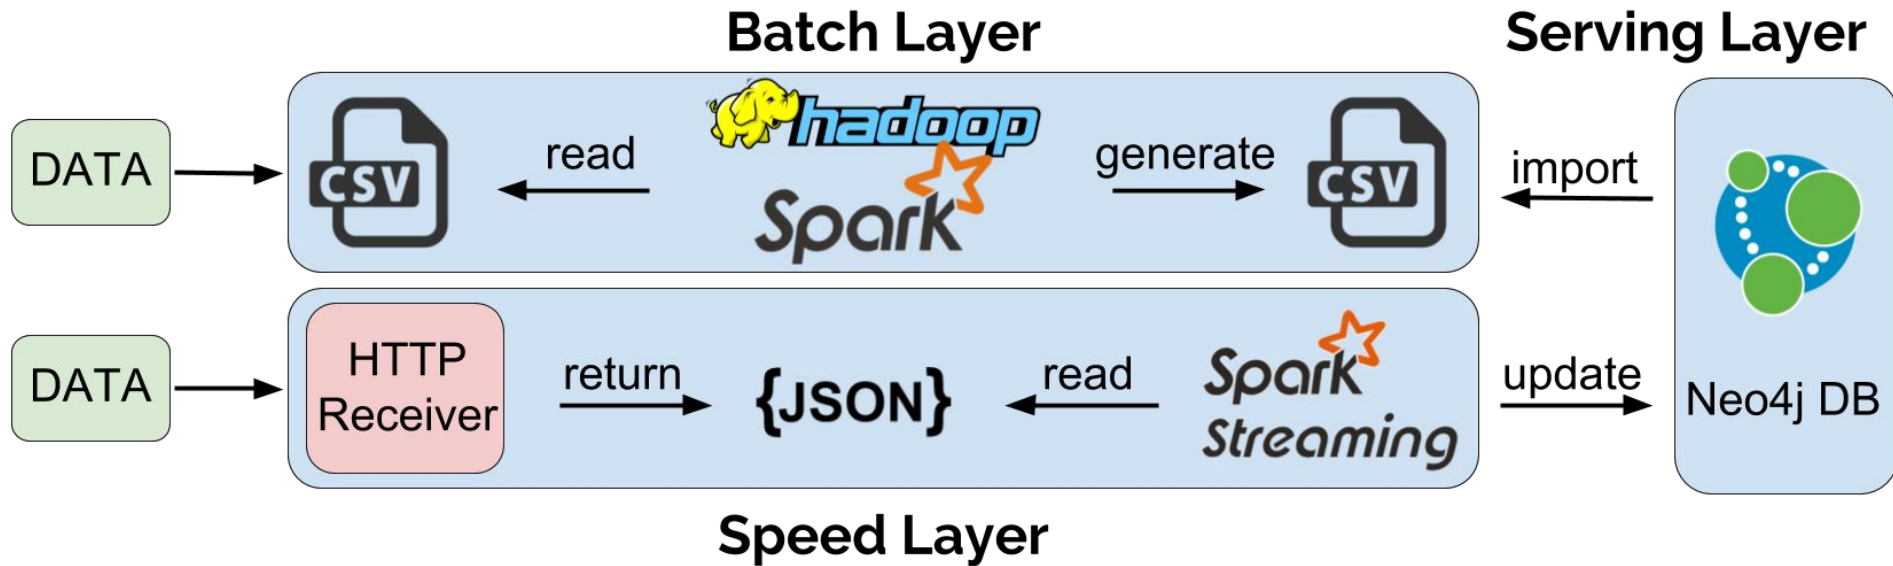 Batch Layer
Serving Layer
DATA
CSV
read
hadoop
Spark
generate
CSV
import
DATA
HTTP
Receiver
return
{JSON}
read
Spark
Streaming
update
Neo4j DB
Speed Layer